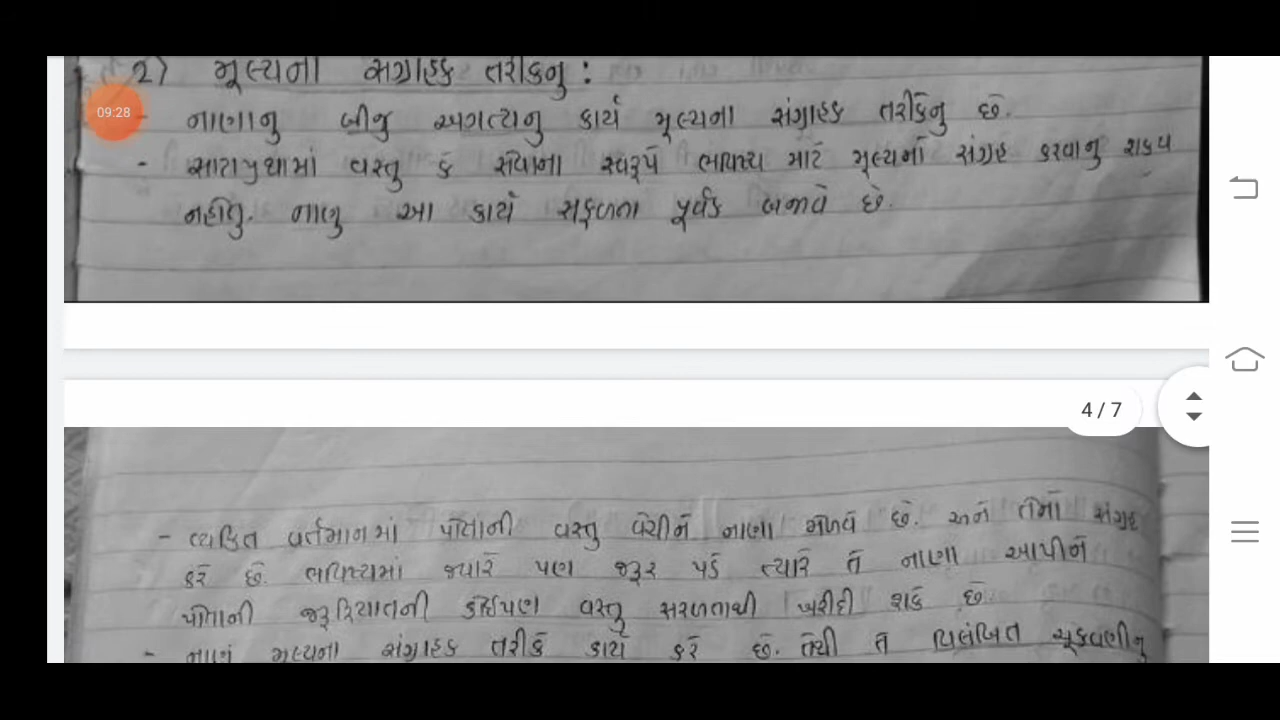 2) મૂલ્યના સંગ્રાહક તરીકેનુ :
09:28
- નાણાનુ બીજુ અગત્યનુ કાર્ય મૂલ્યના સંગ્રાહક તરીકેનુ છે.
- સાટાપ્રથામાં વસ્તુ કે સેવાના સ્વરૂપે ભવિષ્ય માટે મૂલ્યનો સંગ્રહ કરવાનુ શક્ય
નહીતુ. નાણુ આ કાર્ય સફળતા પૂર્વક બજાવે છે.
4 / 7
- વ્યકિત વર્તમાનમાં પોતાની વસ્તુ વેચીને નાણા મેળવે છે. અને તેનો સંગ્રહ
કરે છે. ભવિષ્યમાં જ્યારે પણ જરૂર પડે ત્યારે તે નાણા આપીને
પોતાની જરૂરિયાતની કોઈપણ વસ્તુ સરળતાથી ખરીદી શકે છે.
- નાણં મૂલ્યના સંગ્રાહક તરીકે કાર્ય કરે છે. તેથી તે વિલંબિત ચૂકવણીનુ